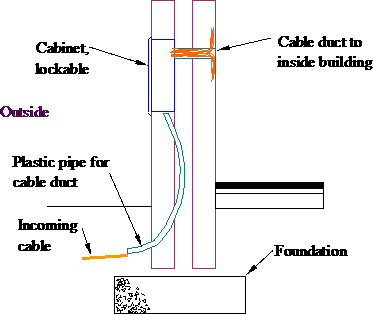 Cabinet,
lockable
Cable duct to
inside building
Outside
Plastic pipe for
cable duct
Incoming
cable
Foundation